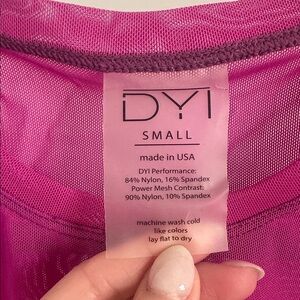 DYI
SMALL
made in USA
DYI Performance:
84% Nylon, 16% Spandex
Power Mesh Contrast:
90% Nylon, 10% Spandex
machine wash cold
like colors
lay flat to dry